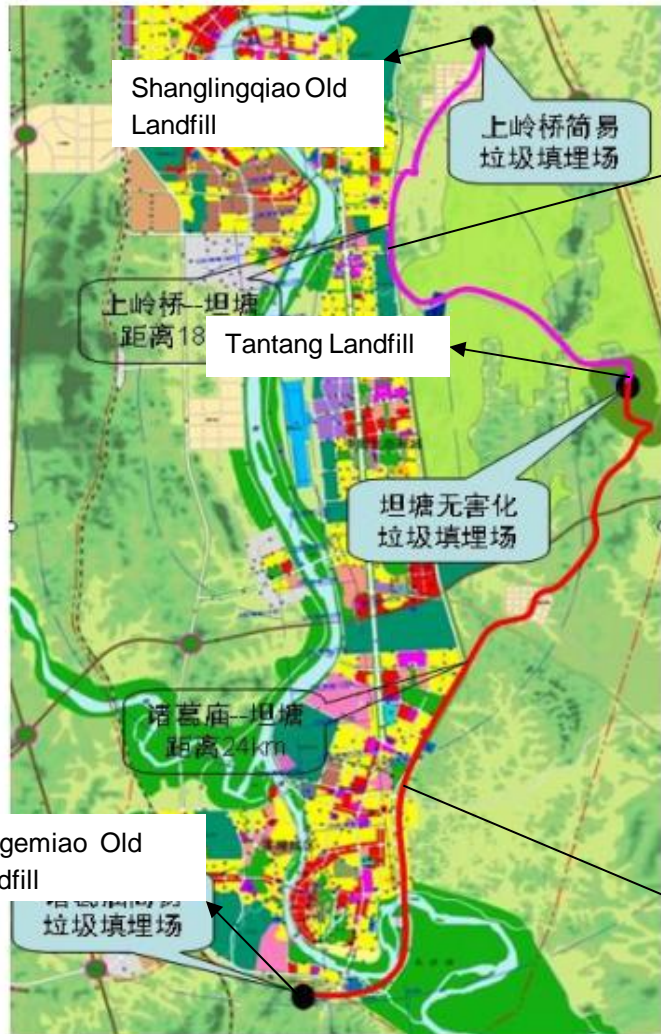 Shanglingqiao Old
Landfill
上岭桥简易
垃圾填埋场
上岭桥--坦塘
距离18
Tantang Landfill
坦塘无害化
垃圾填埋场
诸葛庙--坦塘
距离24km
gemiao Old
dfill
垃圾填埋场